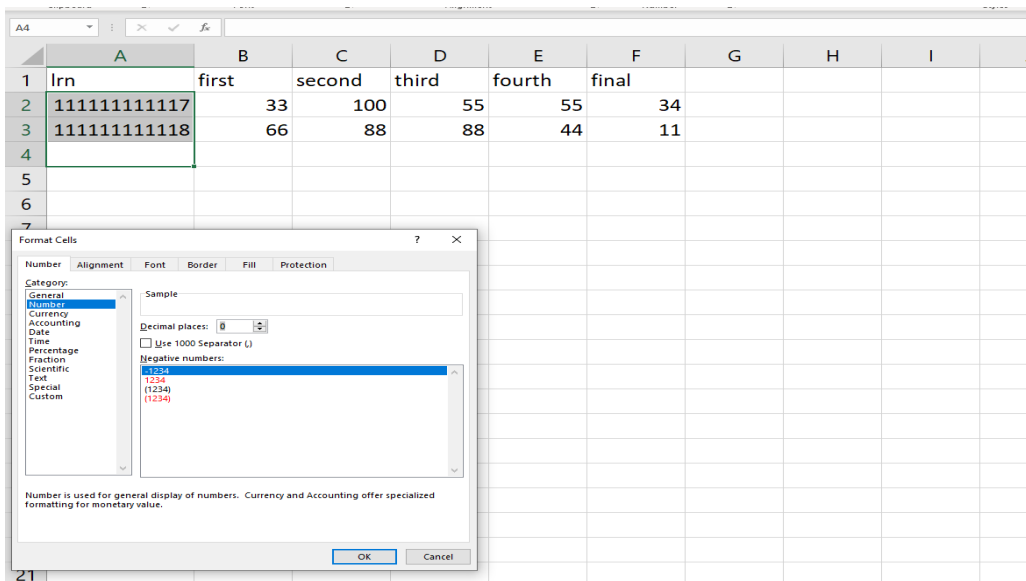 A4 fx
A B C D E F G H I
1 lrn first second third fourth final
2 111111111117 33 100 55 55 34
3 111111111118 66 88 88 44 11
4
5
6
7
Format Cells ? ×
Number Alignment Font Border Fill Protection
Category:
General
Number
Currency
Accounting
Date
Time
Percentage
Fraction
Scientific
Text
Special
Custom
Sample
Decimal places: 0
Use 1000 Separator (,)
Negative numbers:
-1234
1234
(1234)
(1234)
Number is used for general display of numbers. Currency and Accounting offer specialized
formatting for monetary value.
OK Cancel
21